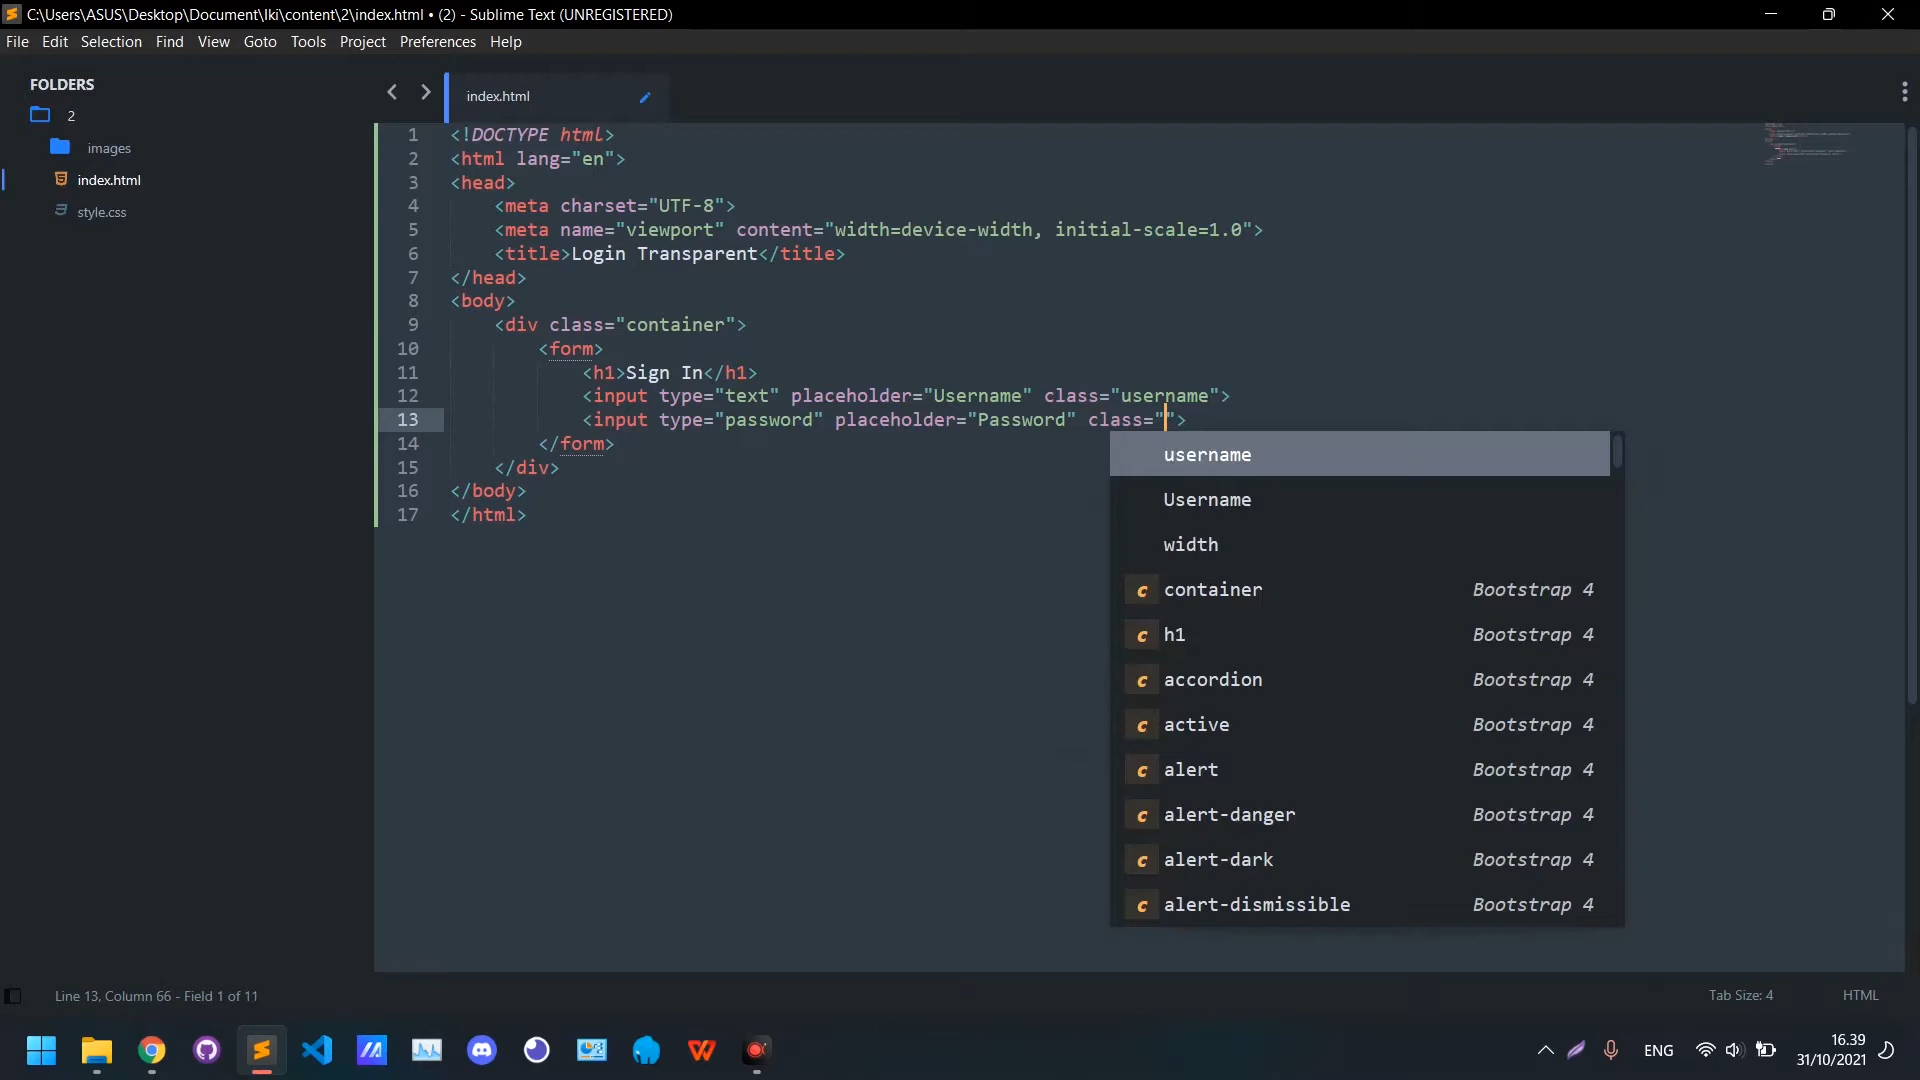 C:\Users\ASUS\Desktop\Document\Iki\content\2\index.html • (2) - Sublime Text (UNREGISTERED)
File Edit Selection Find View Goto Tools Project Preferences Help
FOLDERS
2
images
index.html
style.css
index.html
1 <!DOCTYPE html>
2 <html lang="en">
3 <head>
4 <meta charset="UTF-8">
5 <meta name="viewport" content="width=device-width, initial-scale=1.0">
6 <title>Login Transparent</title>
7 </head>
8 <body>
9 <div class="container">
10 <form>
11 <h1>Sign In</h1>
12 <input type="text" placeholder="Username" class="username">
13 <input type="password" placeholder="Password" class="">
14 </form>
15 </div>
16 </body>
17 </html>
username
Username
width
c container Bootstrap 4
c h1 Bootstrap 4
c accordion Bootstrap 4
c active Bootstrap 4
c alert Bootstrap 4
c alert-danger Bootstrap 4
c alert-dark Bootstrap 4
c alert-dismissible Bootstrap 4
Line 13, Column 66 - Field 1 of 11
Tab Size: 4
HTML
ENG
16.39
31/10/2021